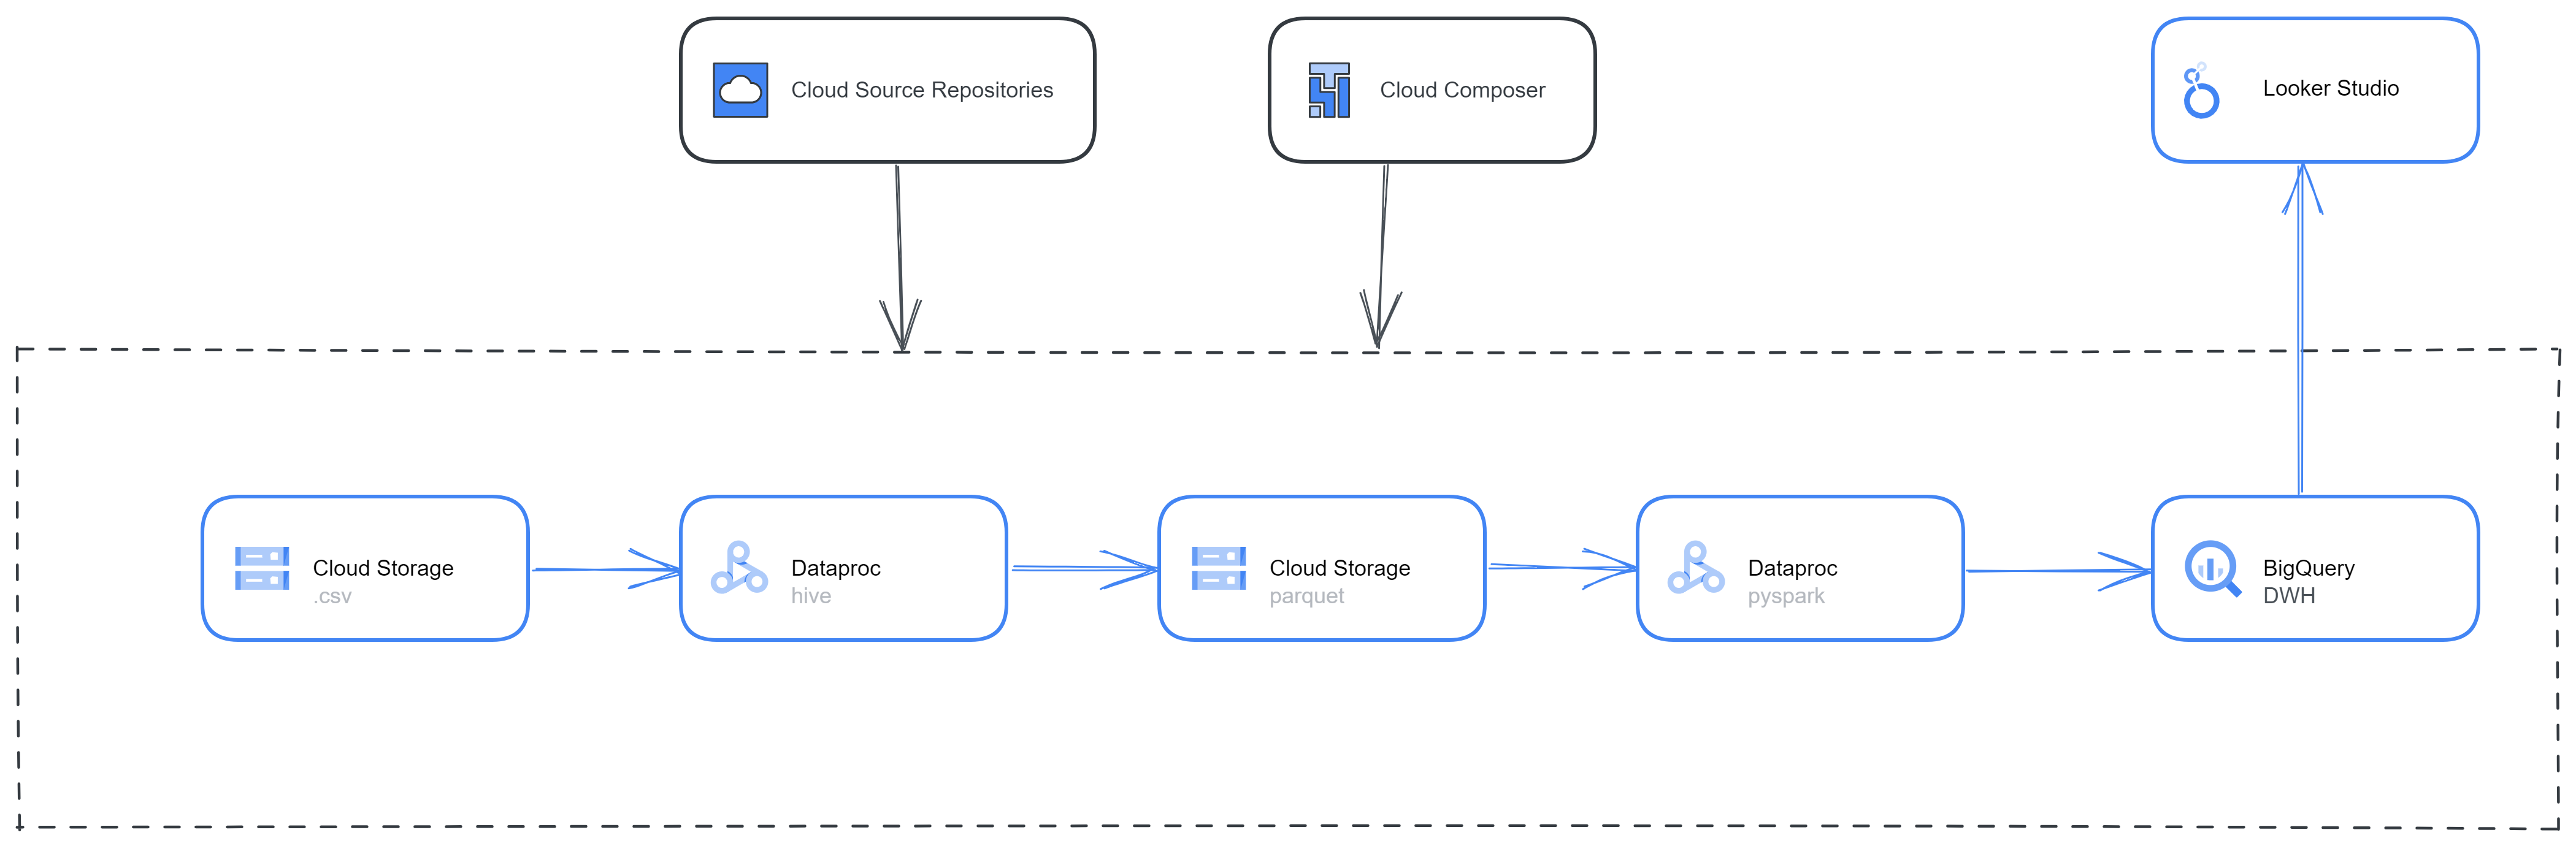 Cloud Source Repositories
Cloud Composer
Looker Studio
Cloud Storage
.csv
Dataproc
hive
Cloud Storage
parquet
Dataproc
pyspark
BigQuery
DWH